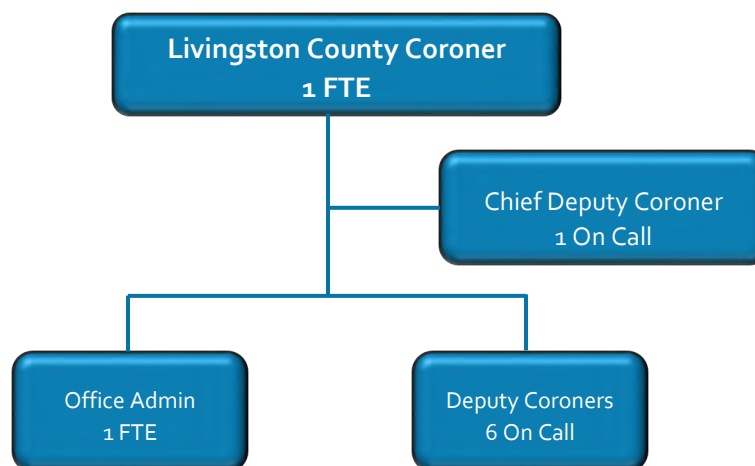 Livingston County Coroner
1 FTE
Chief Deputy Coroner
1 On Call
Office Admin
1 FTE
Deputy Coroners
6 On Call